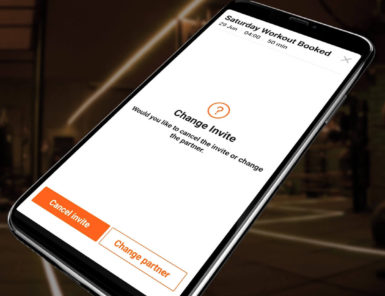 Saturday Workout Booked
29 Jun 04:00 50 min
?
Change Invite
Would you like to cancel the invite or change
the partner.
Cancel invite
Change partner